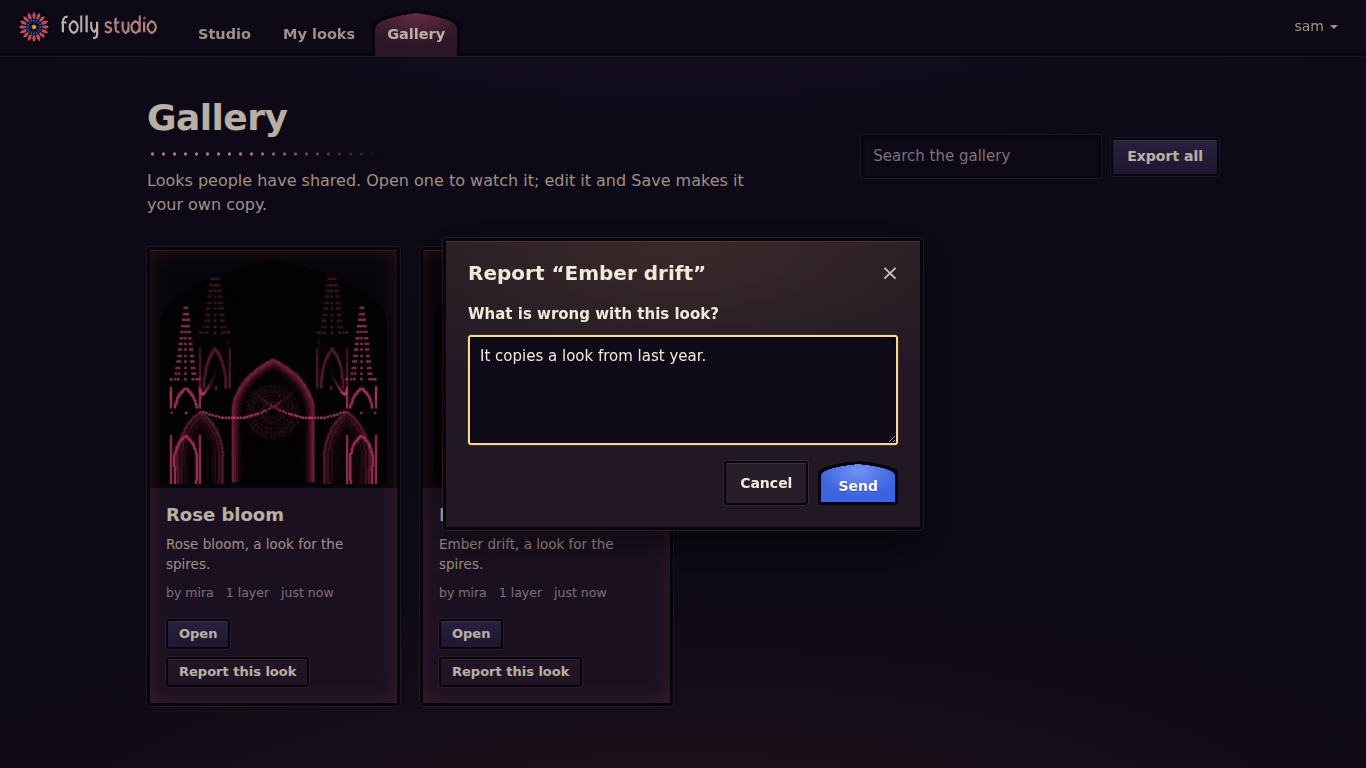 folly studio
Studio
My looks
Gallery
sam
Gallery
Looks people have shared. Open one to watch it; edit it and Save makes it
your own copy.
Search the gallery
Export all
Report “Ember drift”
What is wrong with this look?
It copies a look from last year.
Cancel
Send
Rose bloom
Rose bloom, a look for the
spires.
by mira 1 layer just now
Open
Report this look
Ember drift, a look for the
spires.
by mira 1 layer just now
Open
Report this look